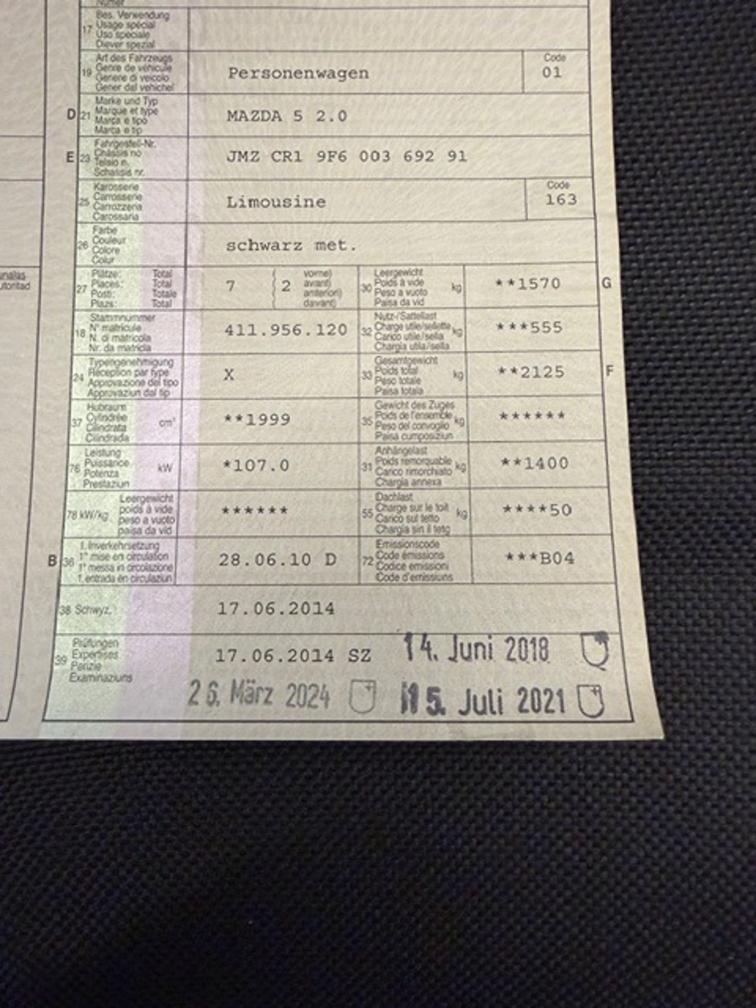 Numer
17 Bes. Verwendung
Usage spécial
Uso speciale
Diever spezial
19 Art des Fahrzeugs
Genre de véhicule
Genere di veicolo
Gener dal vehichel
Personenwagen
Code
01
D 21 Marke und Typ
Marque et type
Marca e tipo
Marca e tip
MAZDA 5 2.0
E 23 Fahrgestell-Nr.
Châssis no
Telaio n.
Schassis nr.
JMZ CR1 9F6 003 692 91
25 Karosserie
Carrosserie
Carrozzeria
Carossaria
Limousine
Code
163
26 Farbe
Couleur
Colore
Colur
schwarz met.
27 Plätze: Total
Places: Total
Posti: Totale
Plazs: Total
7 { 2 vorne)
avant)
anteriori)
davant)
30 Leergewicht
Poids à vide kg
Peso a vuoto
Paisa da vid
**1570 G
18 Stammnummer
N° matricule
N. di matricola
Nr. da matricla
411.956.120
32 Nutz-/Sattellast
Charge utile/sellette kg
Carico utile/sella
Chargia utila/sella
***555
24 Typengenehmigung
Réception par type
Approvazione del tipo
Approvaziun dal tip
X
33 Gesamtgewicht
Poids total kg
Peso totale
Paisa totala
**2125 F
37 Hubraum
Cylindrée cm³
Cilindrata
Cilindrada
**1999
35 Gewicht des Zuges
Poids de l'ensemble kg
Peso del convoglio
Paisa cumposiziun
******
76 Leistung
Puissance kW
Potenza
Prestaziun
*107.0
31 Anhängelast
Poids remorquable kg
Carico rimorchiato
Chargia annexa
**1400
78 kW/kg Leergewicht
poids à vide
peso a vuoto
paisa da vid
******
55 Dachlast
Charge sur le toit kg
Carico sul tetto
Chargia sin il tetg
****50
B 36 1. Inverkehrsetzung
1re mise en circulation
1a messa in circolazione
1. entrada en circulaziun
28.06.10 D
72 Emissionscode
Code émissions
Codice emissioni
Code d'emissiuns
***B04
38 Schwyz.
17.06.2014
39 Prüfungen
Expertises
Perizie
Examinaziuns
17.06.2014 SZ 14. Juni 2018
26. März 2024 15. Juli 2021